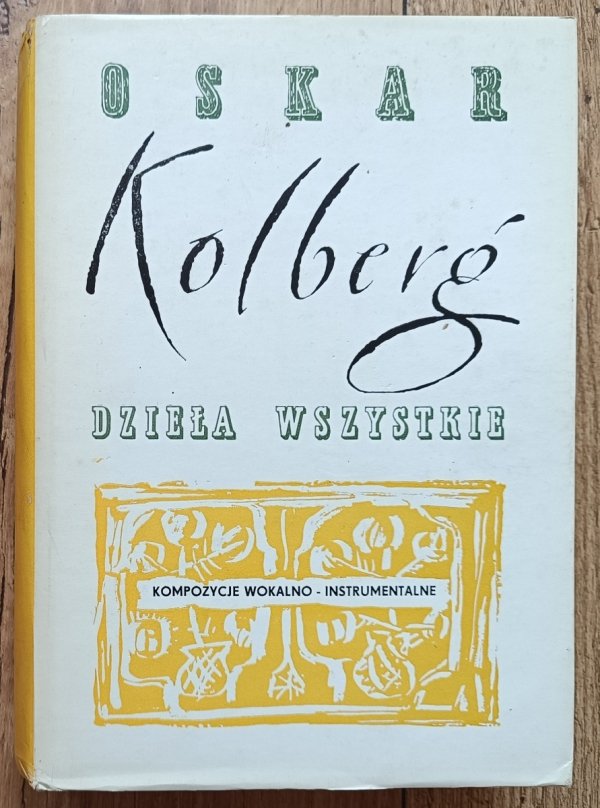 OSKAR
Kolberg
DZIEŁA WSZYSTKIE
KOMPOZYCJE WOKALNO - INSTRUMENTALNE